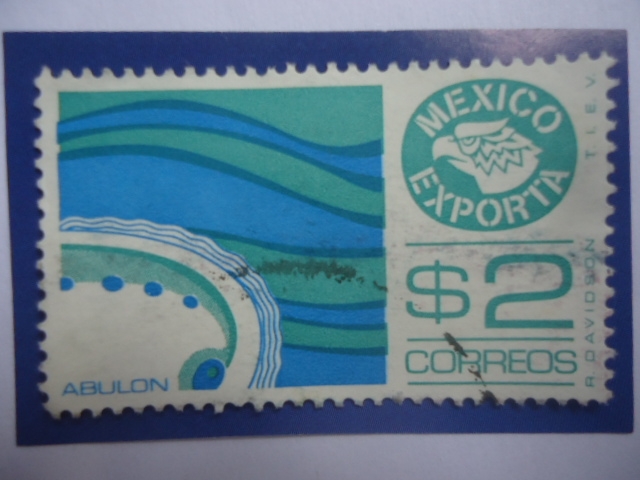 MEXICO
EXPORTA
$2
CORREOS
ABULON
R. DAVIDSON
T.I.E.V.